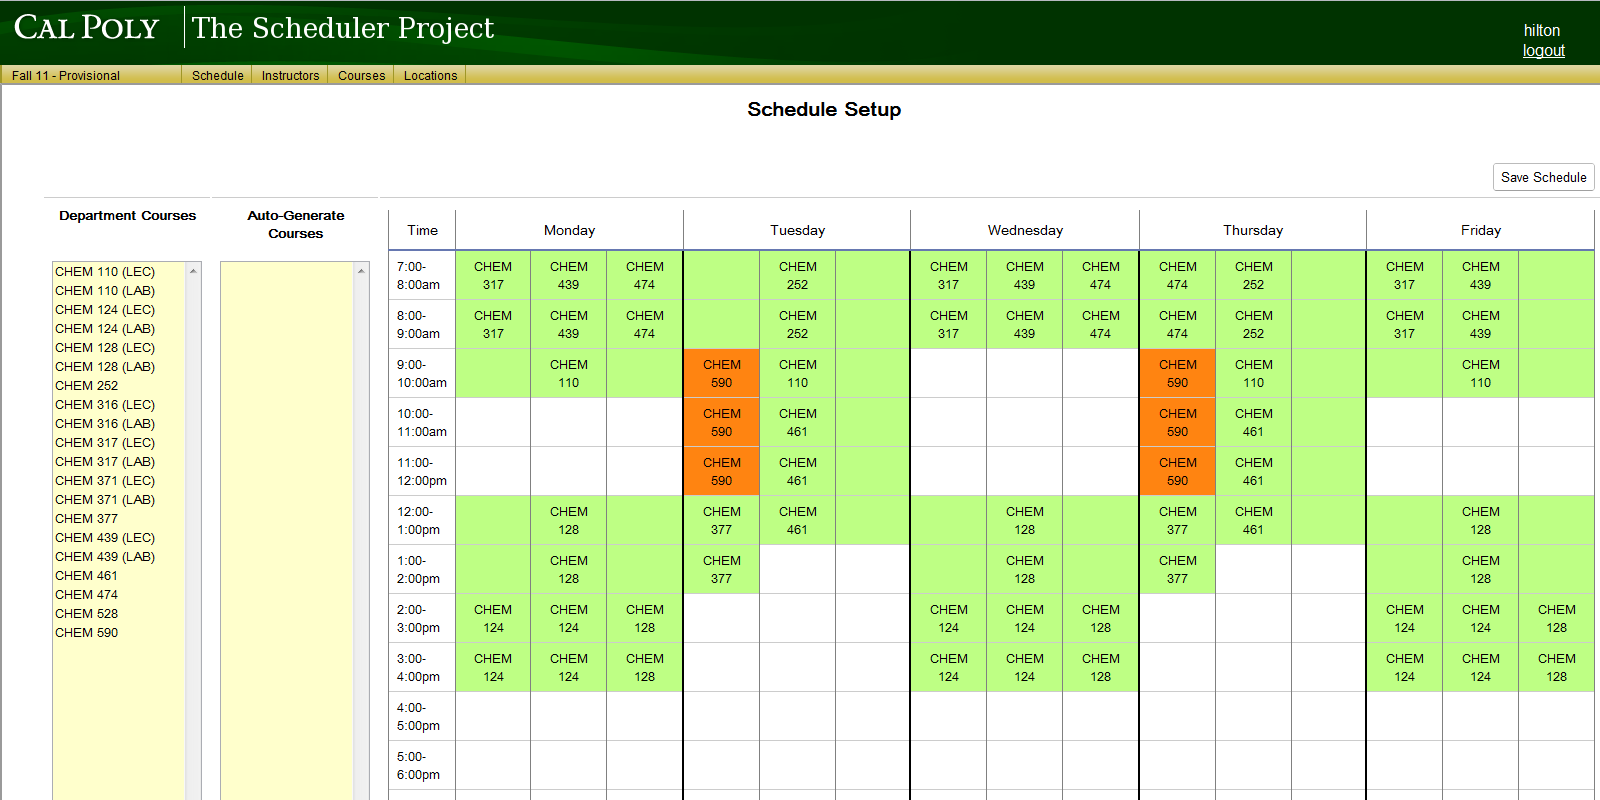 CAL POLY
The Scheduler Project
hilton
logout
Fall 11 - Provisional Schedule Instructors Courses Locations
Schedule Setup
Save Schedule
Department Courses
CHEM 110 (LEC)
CHEM 110 (LAB)
CHEM 124 (LEC)
CHEM 124 (LAB)
CHEM 128 (LEC)
CHEM 128 (LAB)
CHEM 252
CHEM 316 (LEC)
CHEM 316 (LAB)
CHEM 317 (LEC)
CHEM 317 (LAB)
CHEM 371 (LEC)
CHEM 371 (LAB)
CHEM 377
CHEM 439 (LEC)
CHEM 439 (LAB)
CHEM 461
CHEM 474
CHEM 528
CHEM 590
Auto-Generate
Courses
Time Monday Tuesday Wednesday Thursday Friday
7:00- CHEM CHEM CHEM CHEM CHEM CHEM CHEM CHEM CHEM CHEM CHEM
8:00am 317 439 474 252 317 439 474 474 252 317 439
8:00- CHEM CHEM CHEM CHEM CHEM CHEM CHEM CHEM CHEM CHEM CHEM
9:00am 317 439 474 252 317 439 474 474 252 317 439
9:00- CHEM CHEM CHEM CHEM CHEM CHEM
10:00am 110 590 110 590 110 110
10:00- CHEM CHEM CHEM CHEM
11:00am 590 461 590 461
11:00- CHEM CHEM CHEM CHEM
12:00pm 590 461 590 461
12:00- CHEM CHEM CHEM CHEM CHEM CHEM CHEM
1:00pm 128 377 461 128 377 461 128
1:00- CHEM CHEM CHEM CHEM CHEM
2:00pm 128 377 128 377 128
2:00- CHEM CHEM CHEM CHEM CHEM CHEM CHEM CHEM CHEM
3:00pm 124 124 128 124 124 128 124 124 128
3:00- CHEM CHEM CHEM CHEM CHEM CHEM CHEM CHEM CHEM
4:00pm 124 124 128 124 124 128 124 124 128
4:00-
5:00pm
5:00-
6:00pm